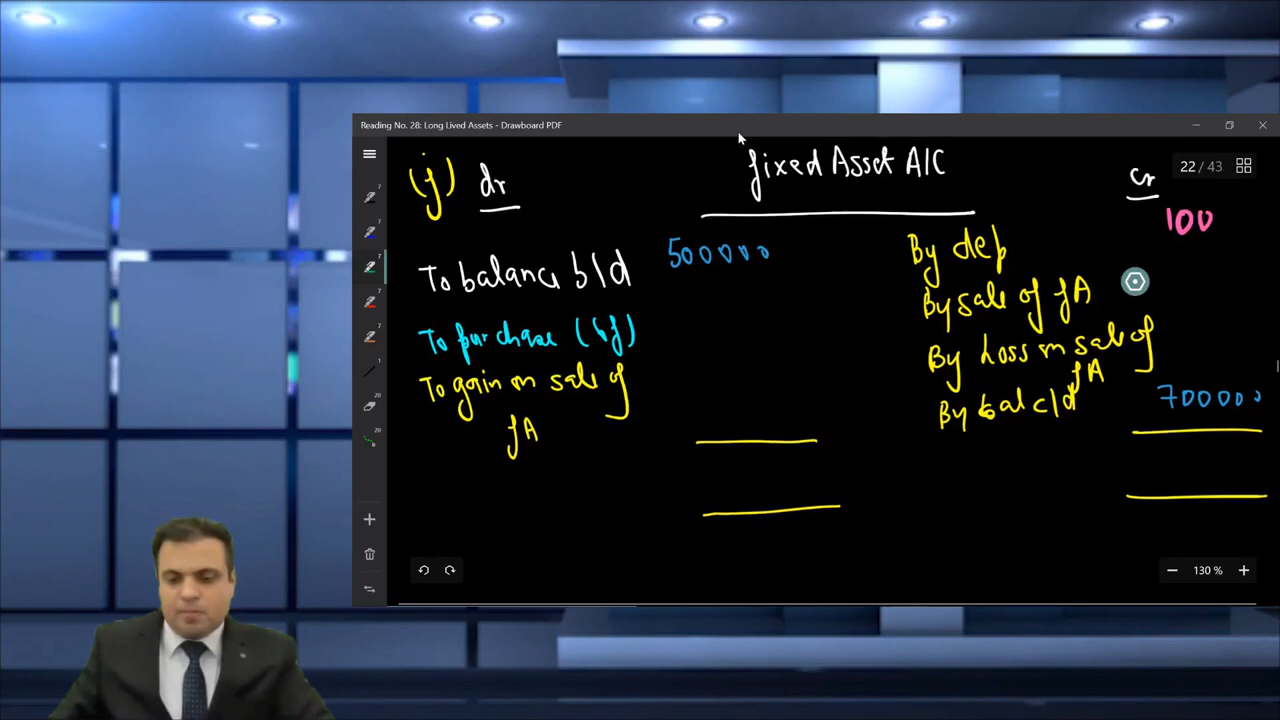 Reading No. 28: Long Lived Assets - Drawboard PDF
22 / 43
(j) dr
fixed Asset A/C
cr
100
To balance b/d 500000
By dep
By sale of fA
To purchase (bf)
By Loss on sale of fA
To gain on sale of fA
By bal c/d 700000
130 %